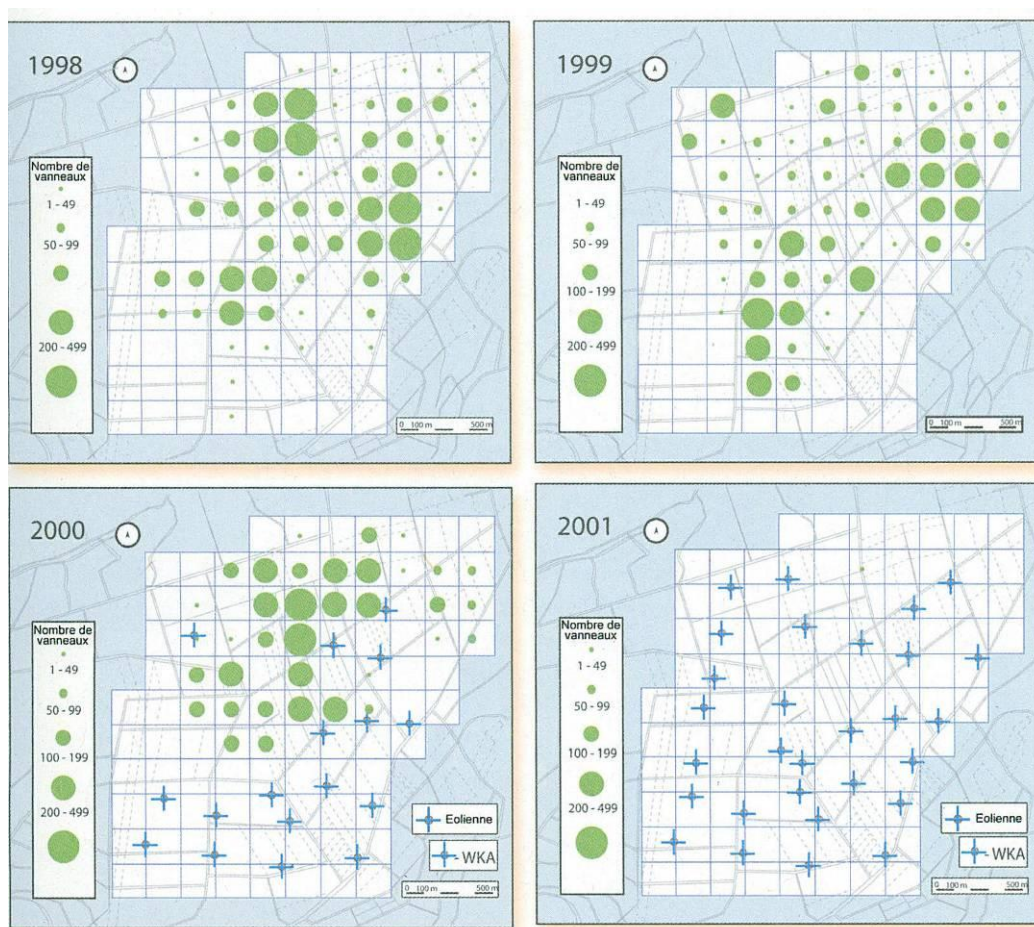 1998
Nombre de
vanneaux
1 - 49
50 - 99
200 - 499
0 100 m 500 m
1999
Nombre de
vanneaux
1 - 49
50 - 99
100 - 199
200 - 499
0 100 m 500 m
2000
Nombre de
vanneaux
1 - 49
50 - 99
100 - 199
200 - 499
Eolienne
WKA
0 100 m 500 m
2001
Nombre de
vanneaux
1 - 49
50 - 99
100 - 199
200 - 499
Eolienne
WKA
0 100 m 500 m